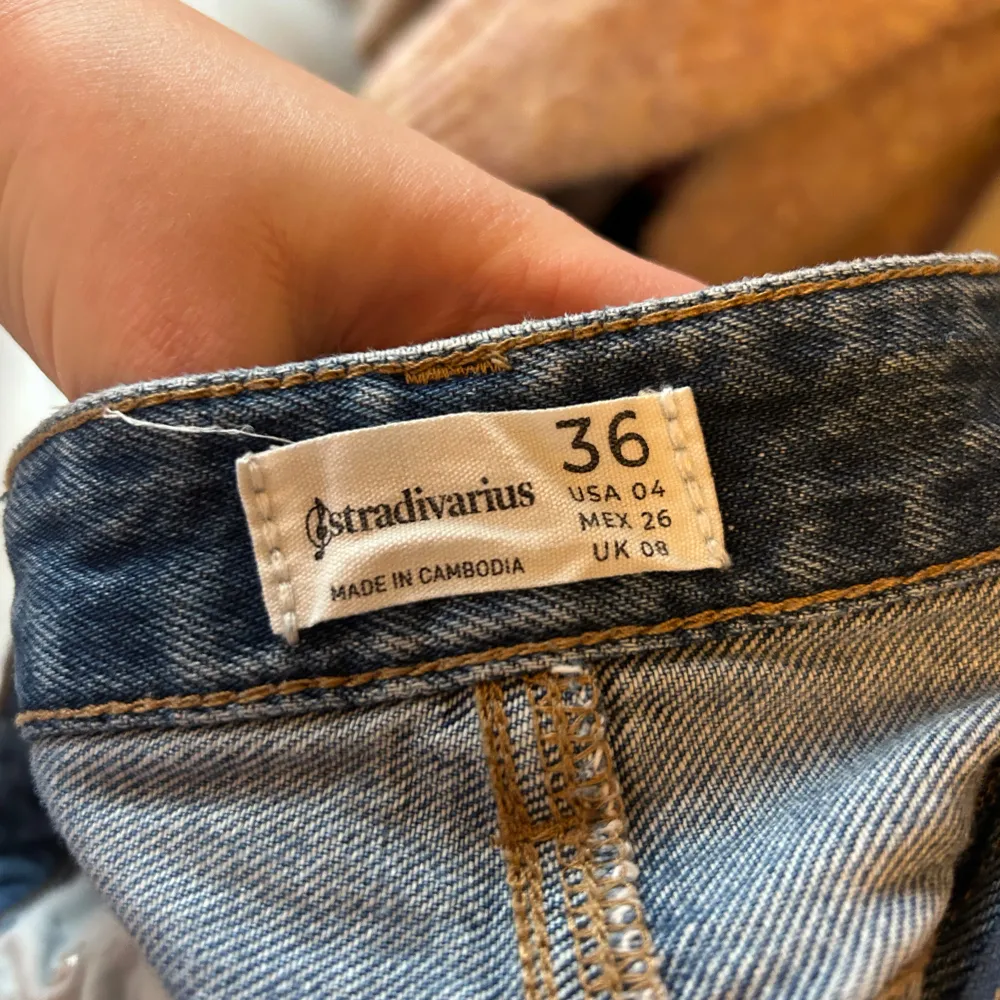 stradivarius
MADE IN CAMBODIA
36
USA 04
MEX 26
UK 08